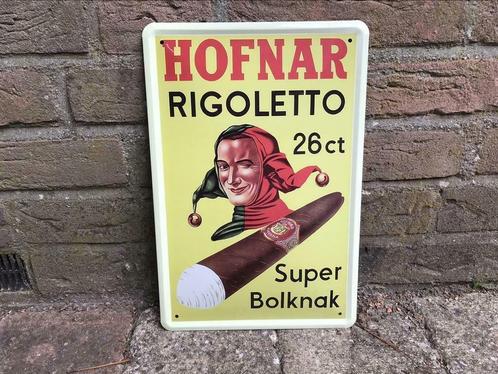 HOFNAR
RIGOLETTO
26ct
Super
Bolknak